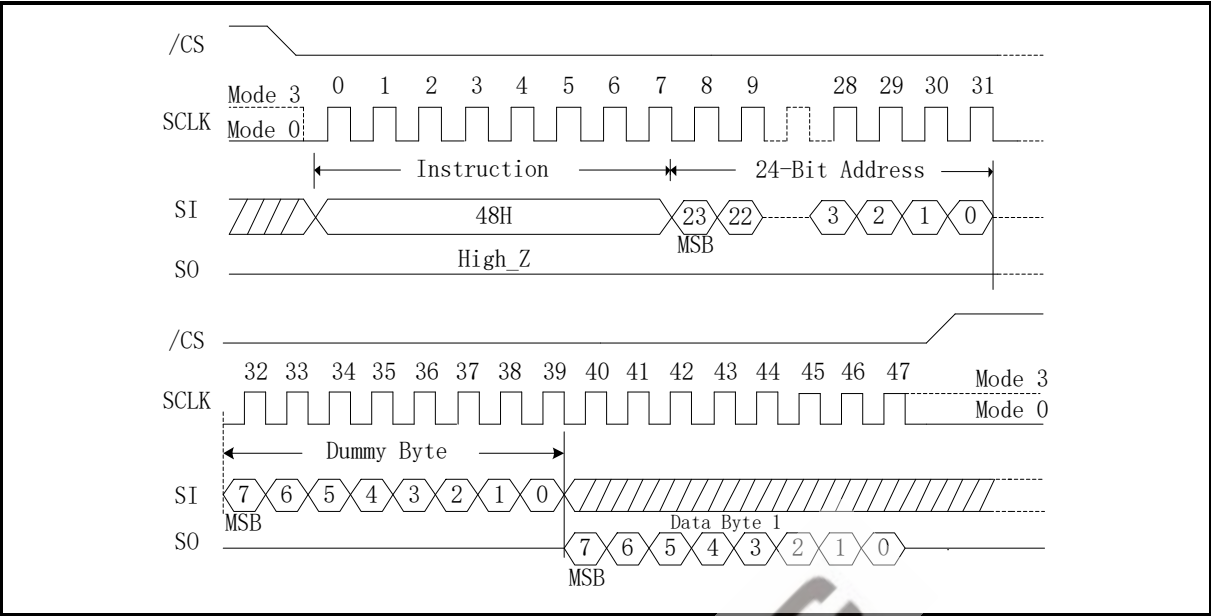 /CS
0 1 2 3 4 5 6 7 8 9 28 29 30 31
Mode 3
SCLK
Mode 0
Instruction 24-Bit Address
SI 48H 23 22 3 2 1 0
MSB
High_Z
SO
/CS
32 33 34 35 36 37 38 39 40 41 42 43 44 45 46 47
Mode 3
SCLK
Mode 0
Dummy Byte
SI 7 6 5 4 3 2 1 0
MSB Data Byte 1
SO 7 6 5 4 3 2 1 0
MSB